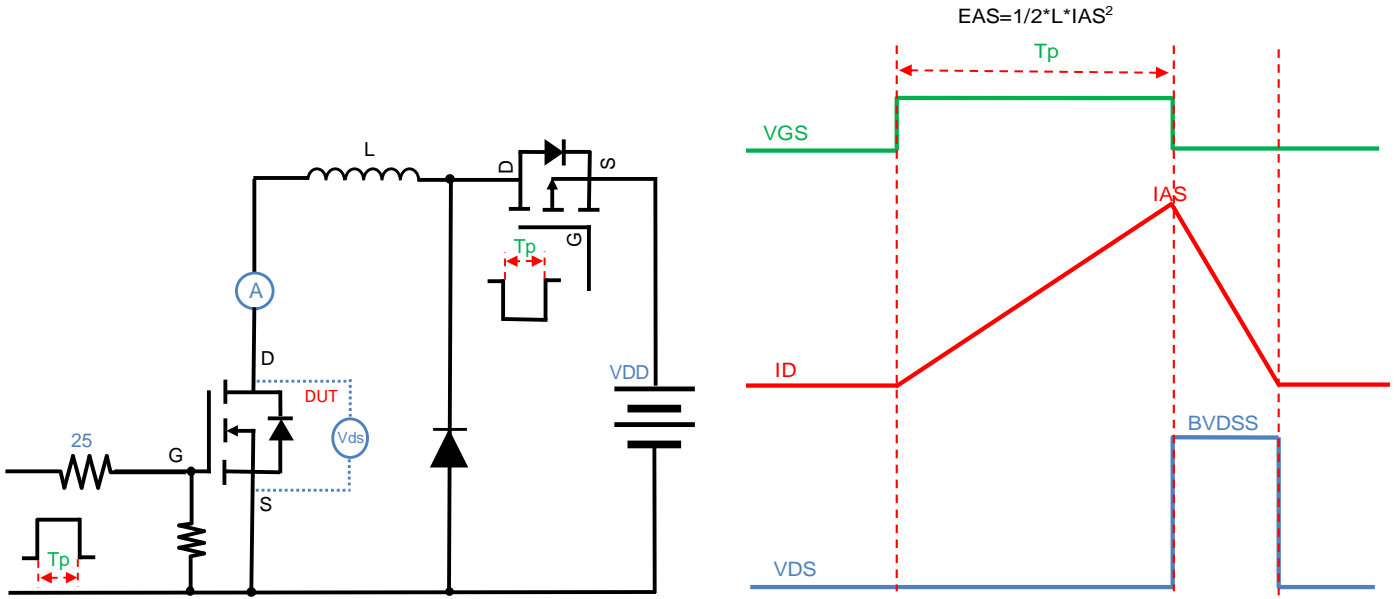 EAS=1/2*L*IAS²
L
D
S
G
Tp
A
D
DUT
Vds
25
G
S
Tp
VDD
Tp
VGS
IAS
ID
BVDSS
VDS